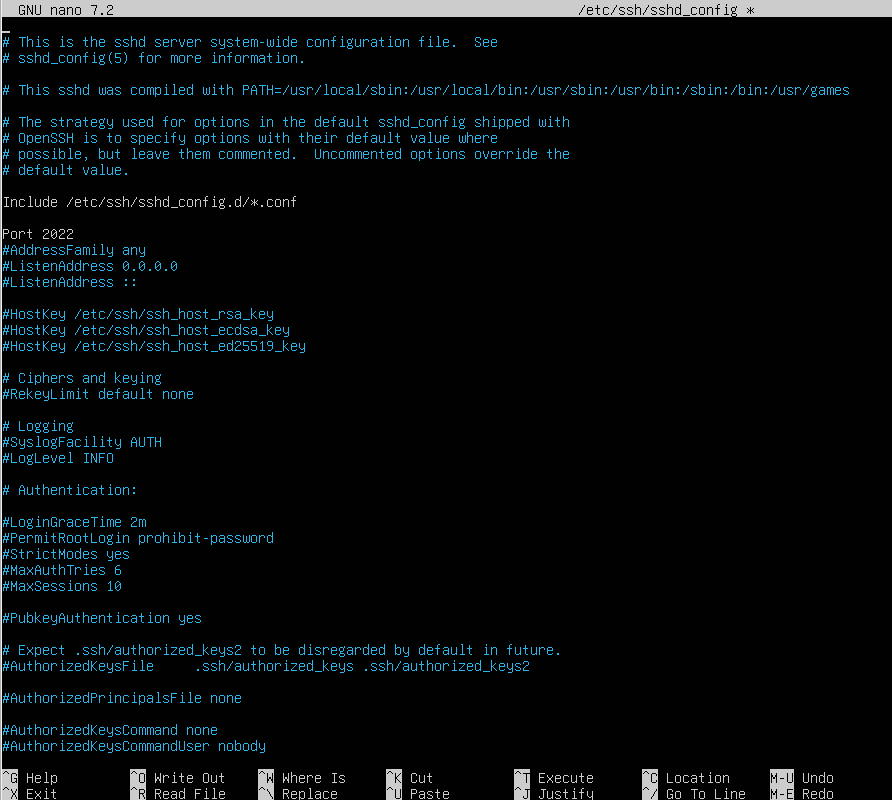 GNU nano 7.2 /etc/ssh/sshd_config *
# This is the sshd server system-wide configuration file.  See
# sshd_config(5) for more information.
# This sshd was compiled with PATH=/usr/local/sbin:/usr/local/bin:/usr/sbin:/usr/bin:/sbin:/bin:/usr/games
# The strategy used for options in the default sshd_config shipped with
# OpenSSH is to specify options with their default value where
# possible, but leave them commented.  Uncommented options override the
# default value.
Include /etc/ssh/sshd_config.d/*.conf
Port 2022
#AddressFamily any
#ListenAddress 0.0.0.0
#ListenAddress ::
#HostKey /etc/ssh/ssh_host_rsa_key
#HostKey /etc/ssh/ssh_host_ecdsa_key
#HostKey /etc/ssh/ssh_host_ed25519_key
# Ciphers and keying
#RekeyLimit default none
# Logging
#SyslogFacility AUTH
#LogLevel INFO
# Authentication:
#LoginGraceTime 2m
#PermitRootLogin prohibit-password
#StrictModes yes
#MaxAuthTries 6
#MaxSessions 10
#PubkeyAuthentication yes
# Expect .ssh/authorized_keys2 to be disregarded by default in future.
#AuthorizedKeysFile     .ssh/authorized_keys .ssh/authorized_keys2
#AuthorizedPrincipalsFile none
#AuthorizedKeysCommand none
#AuthorizedKeysCommandUser nobody
^G Help ^O Write Out ^W Where Is ^K Cut ^T Execute ^C Location M-U Undo
^X Exit ^R Read File ^\ Replace ^U Paste ^J Justify ^/ Go To Line M-E Redo